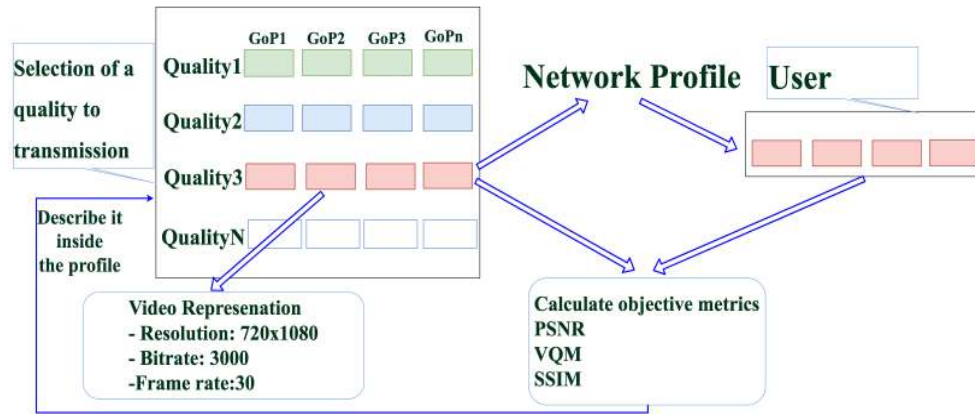 GoP1 GoP2 GoP3 GoPn
Selection of a
quality to
transmission
Quality1
Quality2
Quality3
QualityN
Network Profile
User
Describe it
inside
the profile
Video Represenation
- Resolution: 720x1080
- Bitrate: 3000
-Frame rate:30
Calculate objective metrics
PSNR
VQM
SSIM